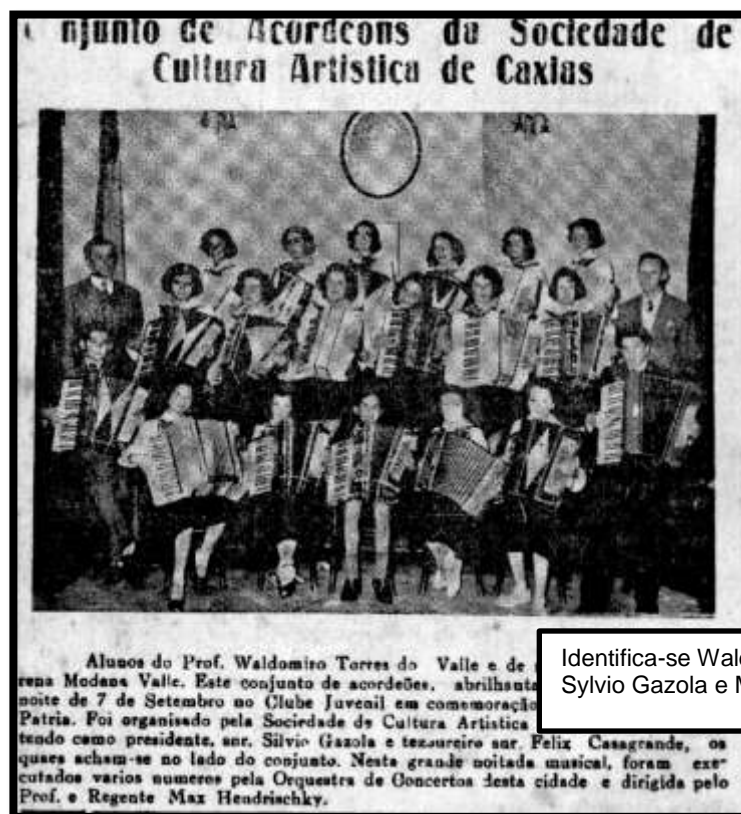 njunto de Acordeons da Sociedade de
Cultura Artistica de Caxias
Alunos do Prof. Waldomiro Torres do Valle e de
rena Modena Valle. Este conjunto de acordeões, abrilhanta
noite de 7 de Setembro no Clube Juvenil em comemoração
Patria. Foi organisado pela Sociedade de Cultura Artistica
tendo como presidente, snr. Silvio Gazola e tezoureiro snr. Feliz Casagrande, os
quaes acham-se no lado do conjunto. Nesta grande noitada musical, foram exe-
cutados varios numeros pela Orquestra de Concertos desta cidade e dirigida pelo
Prof. e Regente Max Hendrischky.
Identifica-se Wald
Sylvio Gazola e M